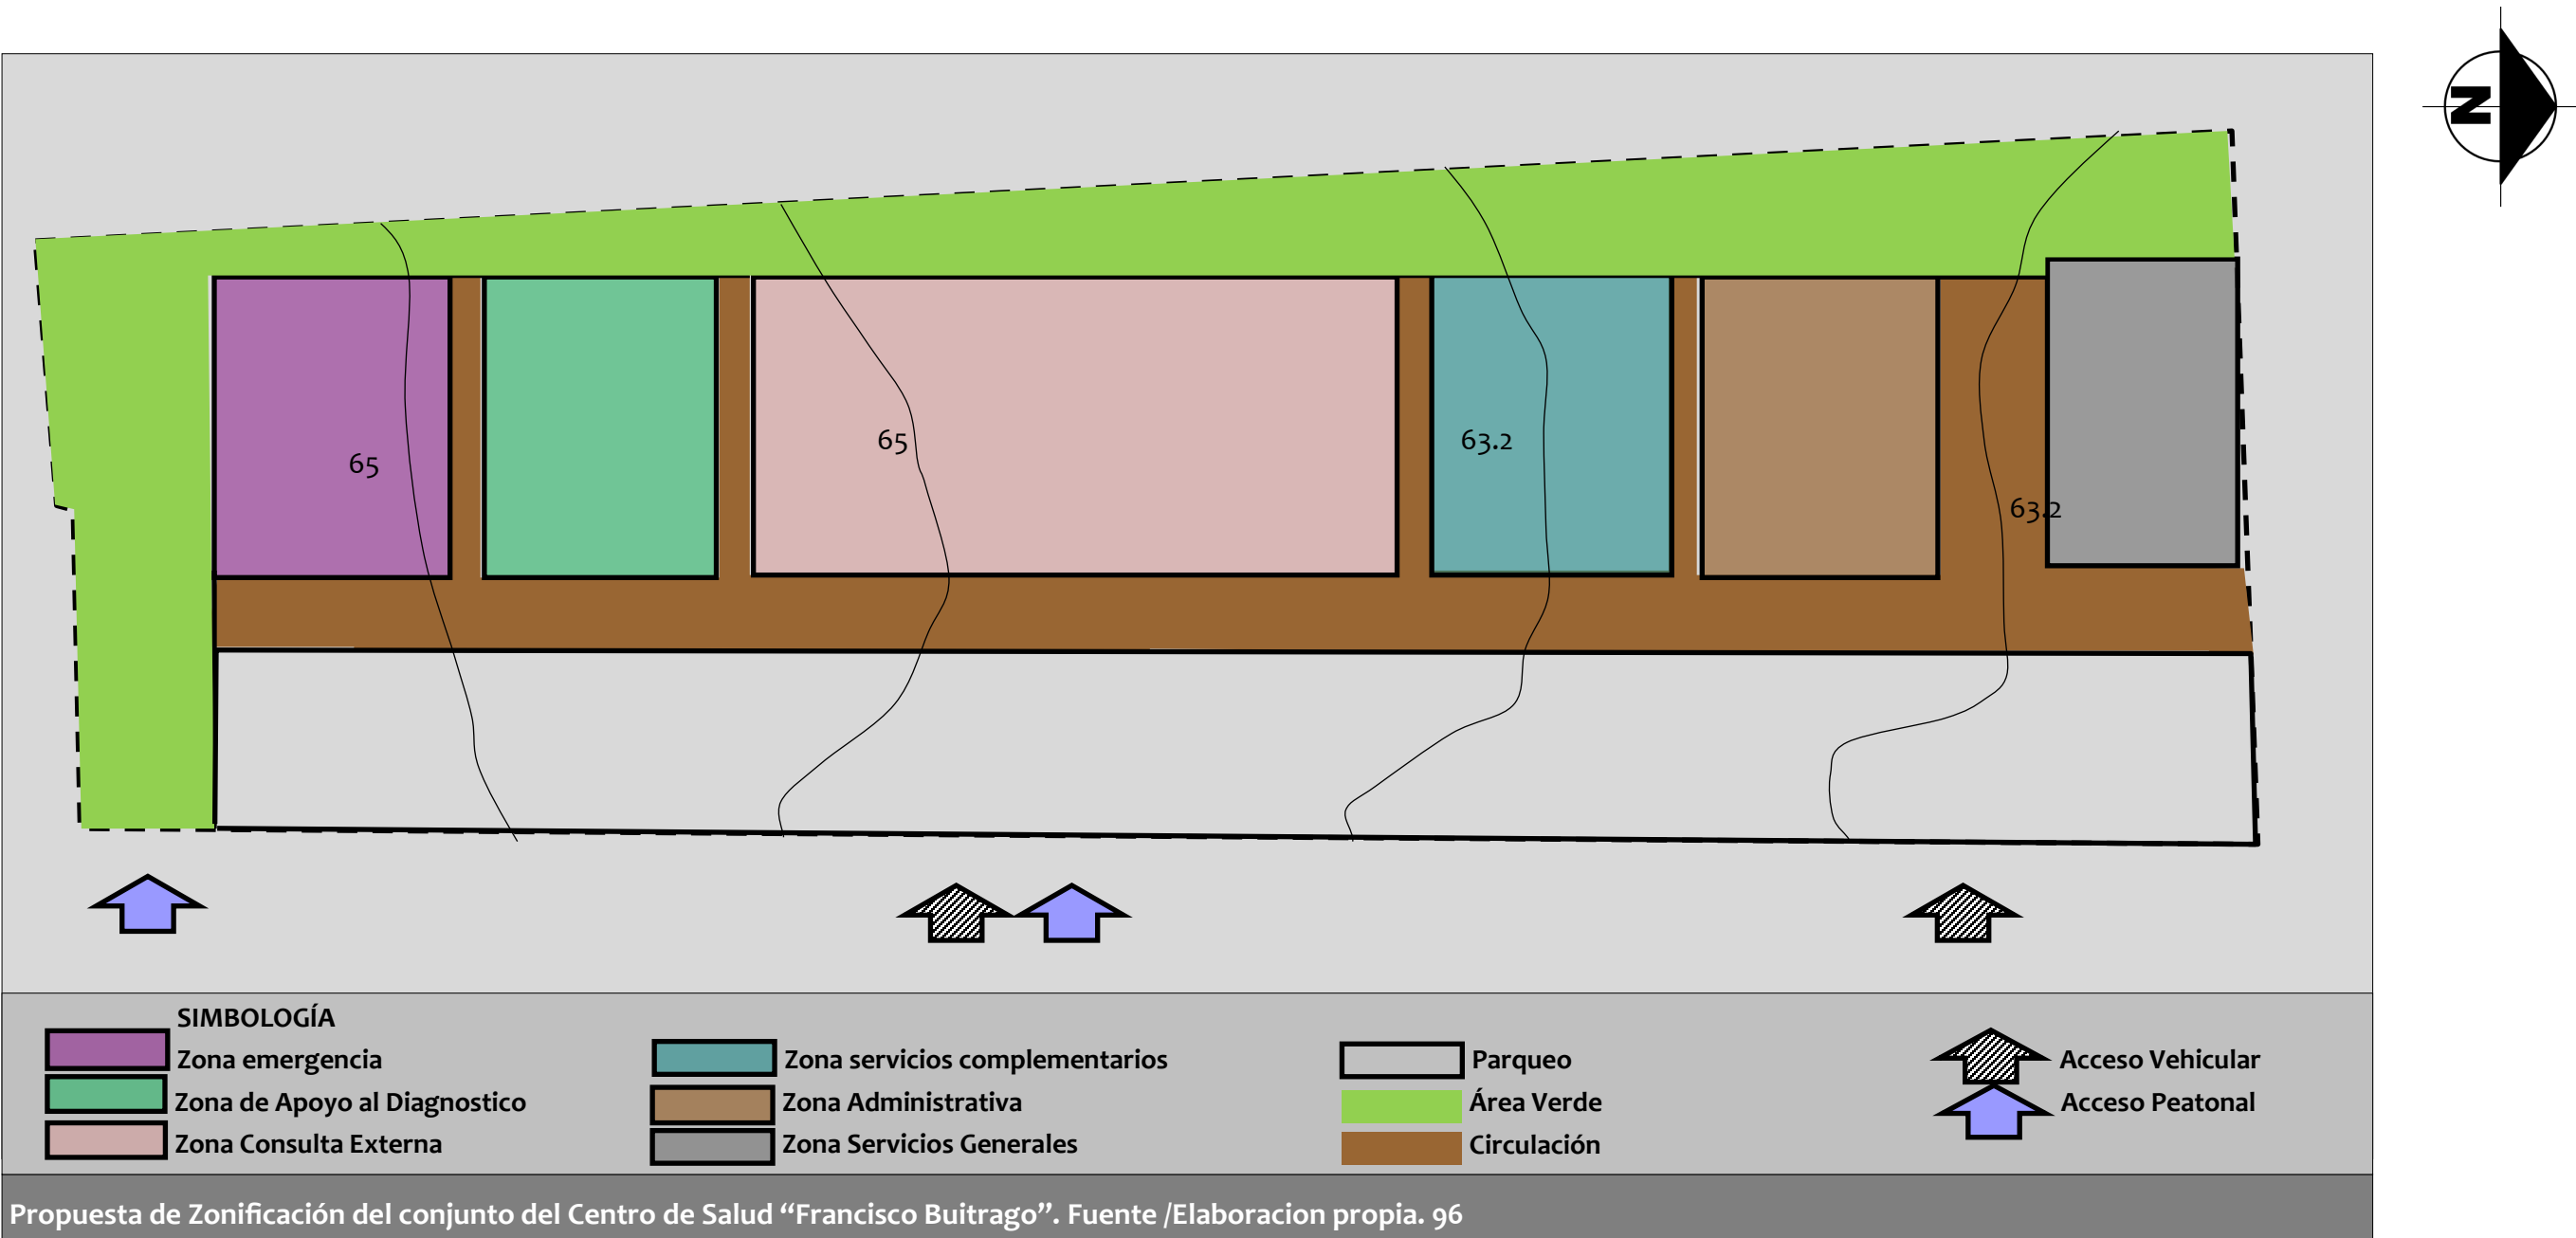 N
65
65
63.2
63.2
SIMBOLOGÍA
Zona emergencia
Zona de Apoyo al Diagnostico
Zona Consulta Externa
Zona servicios complementarios
Zona Administrativa
Zona Servicios Generales
Parqueo
Área Verde
Circulación
Acceso Vehicular
Acceso Peatonal
Propuesta de Zonificación del conjunto del Centro de Salud “Francisco Buitrago”. Fuente /Elaboracion propia. 96